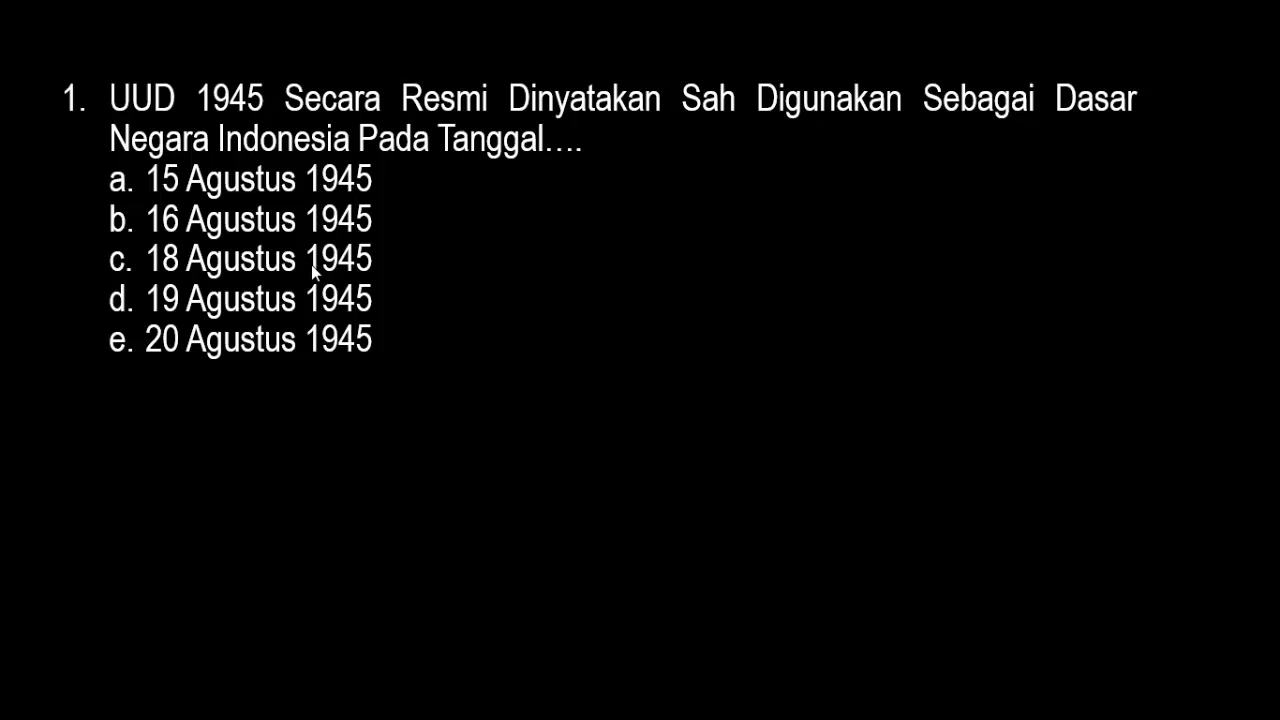 1. UUD 1945 Secara Resmi Dinyatakan Sah Digunakan Sebagai Dasar
Negara Indonesia Pada Tanggal….
a. 15 Agustus 1945
b. 16 Agustus 1945
c. 18 Agustus 1945
d. 19 Agustus 1945
e. 20 Agustus 1945